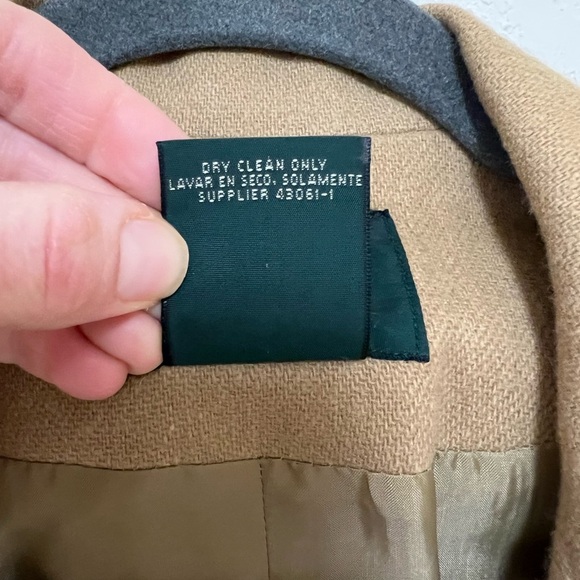 DRY CLEAN ONLY
LAVAR EN SECO, SOLAMENTE
SUPPLIER 43061-1